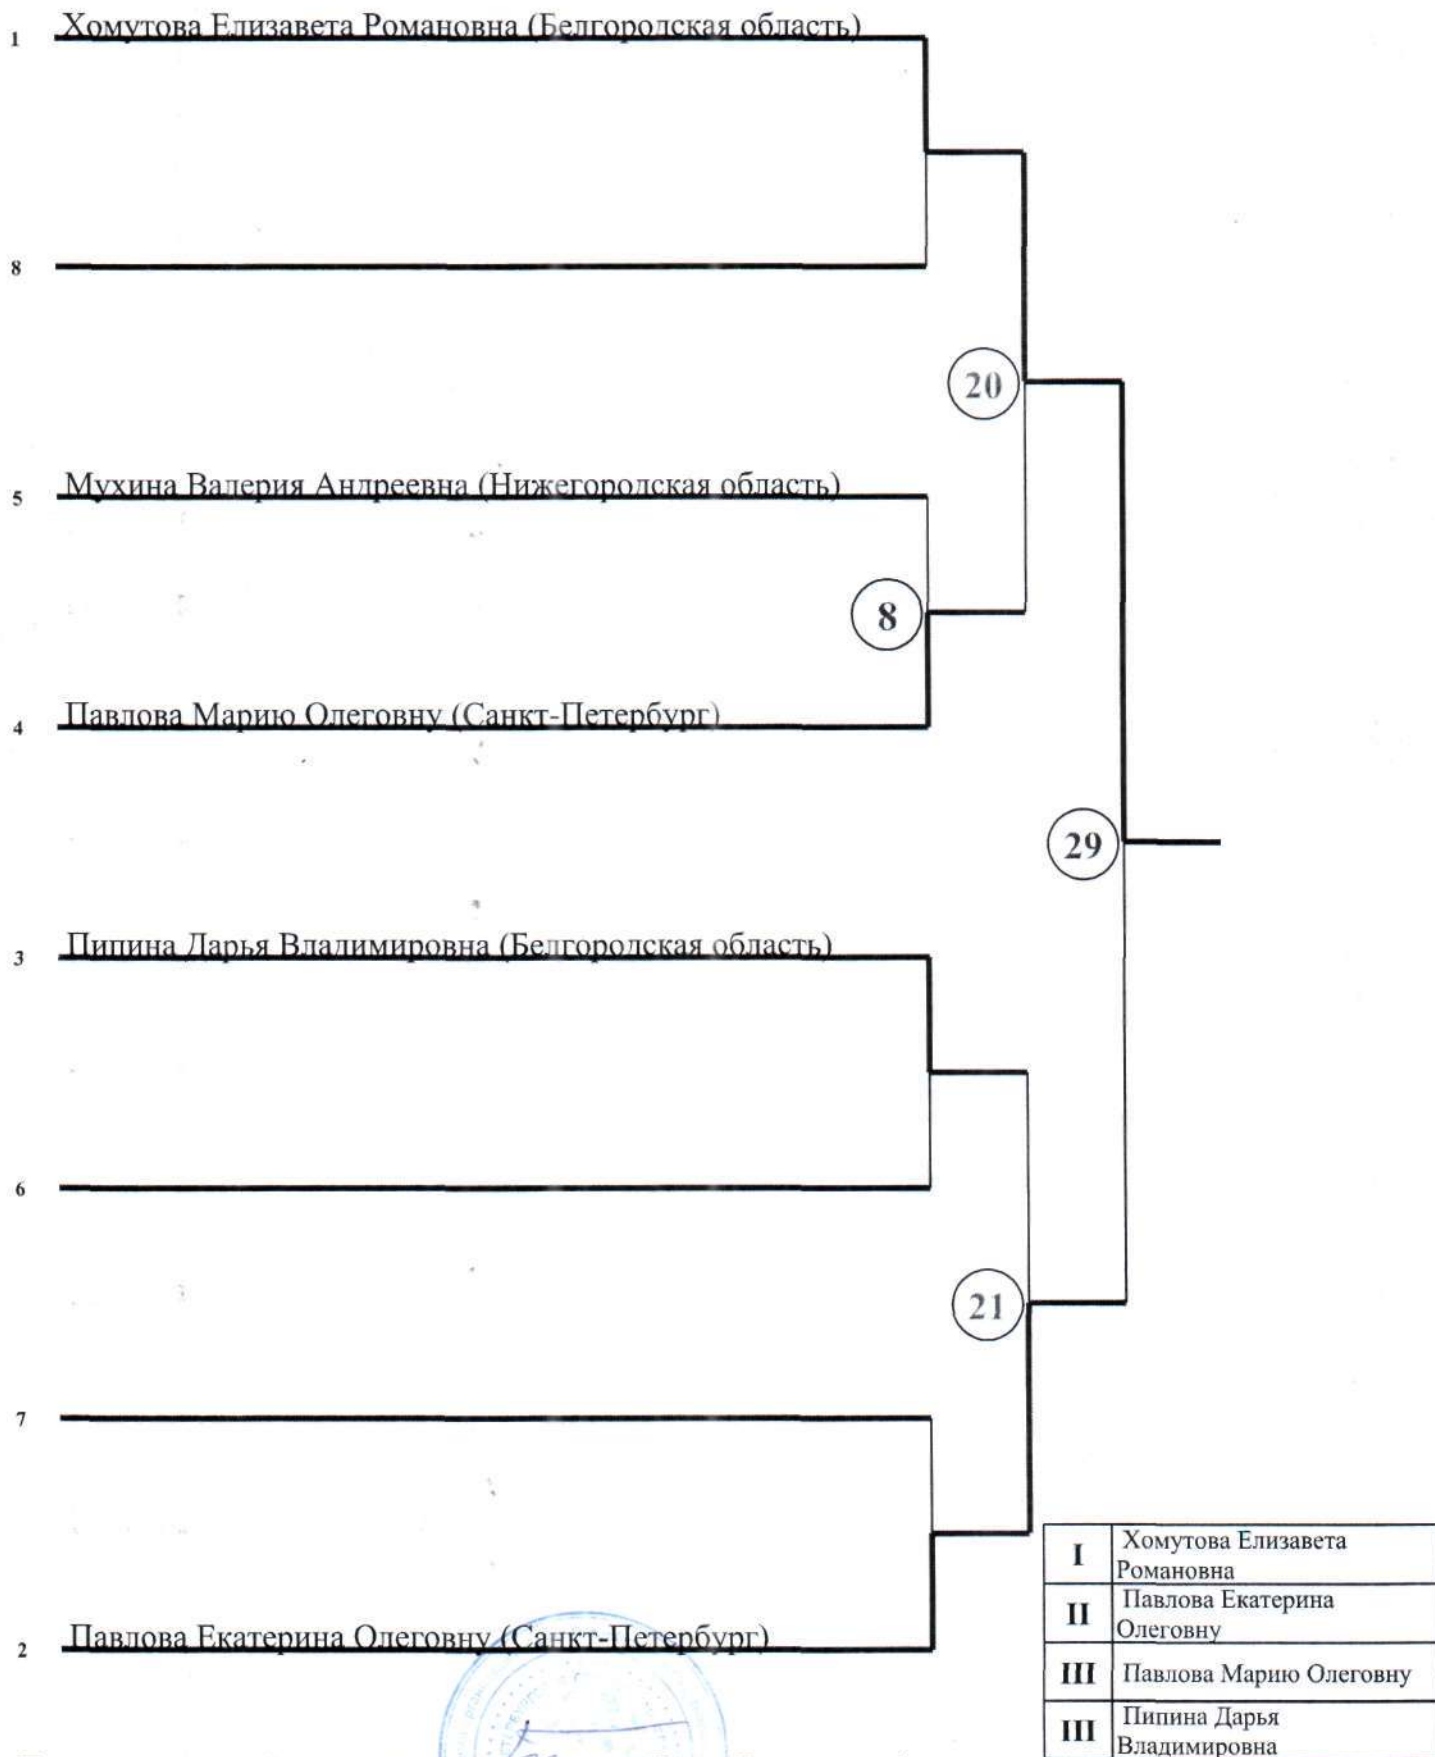 1 Хомутова Елизавета Романовна (Белгородская область)
8
20
5 Мухина Валерия Андреевна (Нижегородская область)
8
4 Павлова Марию Олеговну (Санкт-Петербург)
29
3 Пипина Дарья Владимировна (Белгородская область)
6
21
7
2 Павлова Екатерина Олеговну (Санкт-Петербург)
I Хомутова Елизавета
Романовна
II Павлова Екатерина
Олеговну
III Павлова Марию Олеговну
III Пипина Дарья
Владимировна